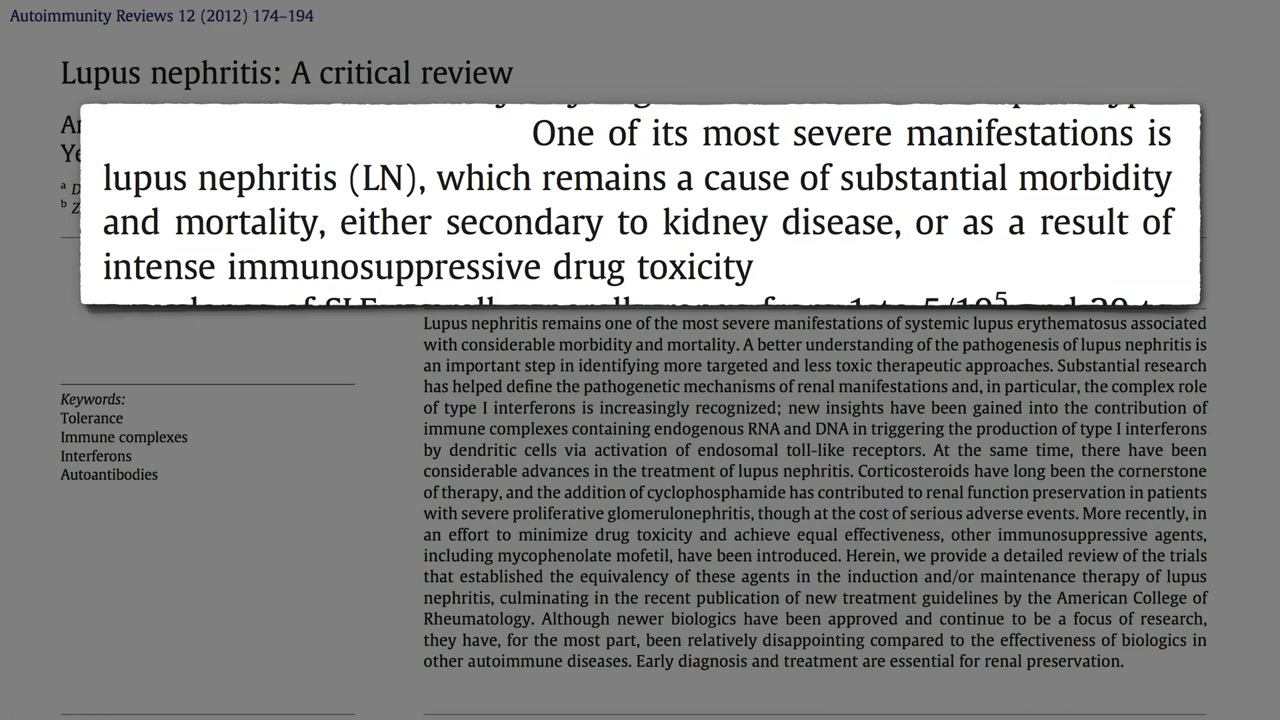 Autoimmunity Reviews 12 (2012) 174–194
Lupus nephritis: A critical review
One of its most severe manifestations is
lupus nephritis (LN), which remains a cause of substantial morbidity
and mortality, either secondary to kidney disease, or as a result of
intense immunosuppressive drug toxicity
Lupus nephritis remains one of the most severe manifestations of systemic lupus erythematosus associated
with considerable morbidity and mortality. A better understanding of the pathogenesis of lupus nephritis is
an important step in identifying more targeted and less toxic therapeutic approaches. Substantial research
has helped define the pathogenetic mechanisms of renal manifestations and, in particular, the complex role
of type I interferons is increasingly recognized; new insights have been gained into the contribution of
immune complexes containing endogenous RNA and DNA in triggering the production of type I interferons
by dendritic cells via activation of endosomal toll-like receptors. At the same time, there have been
considerable advances in the treatment of lupus nephritis. Corticosteroids have long been the cornerstone
of therapy, and the addition of cyclophosphamide has contributed to renal function preservation in patients
with severe proliferative glomerulonephritis, though at the cost of serious adverse events. More recently, in
an effort to minimize drug toxicity and achieve equal effectiveness, other immunosuppressive agents,
including mycophenolate mofetil, have been introduced. Herein, we provide a detailed review of the trials
that established the equivalency of these agents in the induction and/or maintenance therapy of lupus
nephritis, culminating in the recent publication of new treatment guidelines by the American College of
Rheumatology. Although newer biologics have been approved and continue to be a focus of research,
they have, for the most part, been relatively disappointing compared to the effectiveness of biologics in
other autoimmune diseases. Early diagnosis and treatment are essential for renal preservation.
Keywords:
Tolerance
Immune complexes
Interferons
Autoantibodies